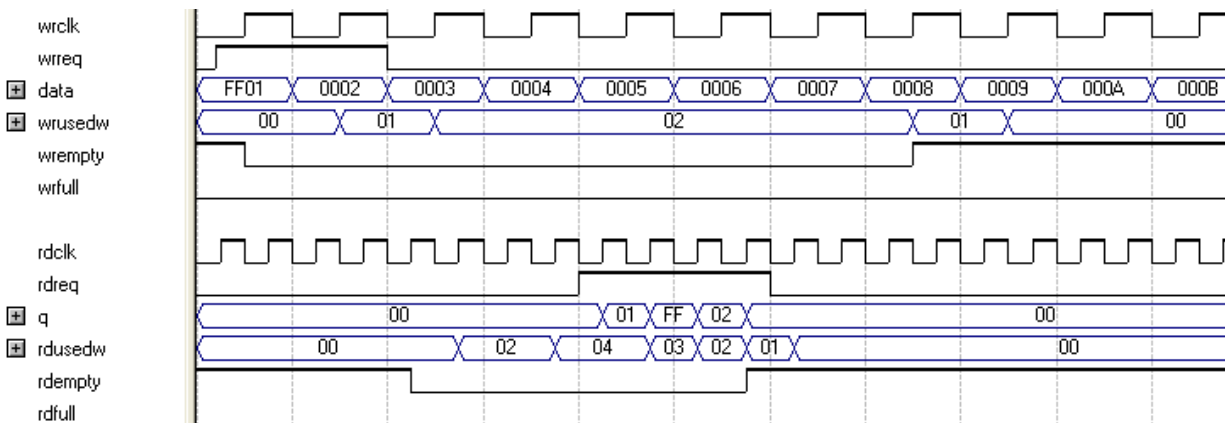 wrclk
wrreq
data FF01 0002 0003 0004 0005 0006 0007 0008 0009 000A 000B
wrusedw 00 01 02 01 00
wrempty
wrfull
rdclk
rdreq
q 00 01 FF 02 00
rdusedw 00 02 04 03 02 01 00
rdempty
rdfull